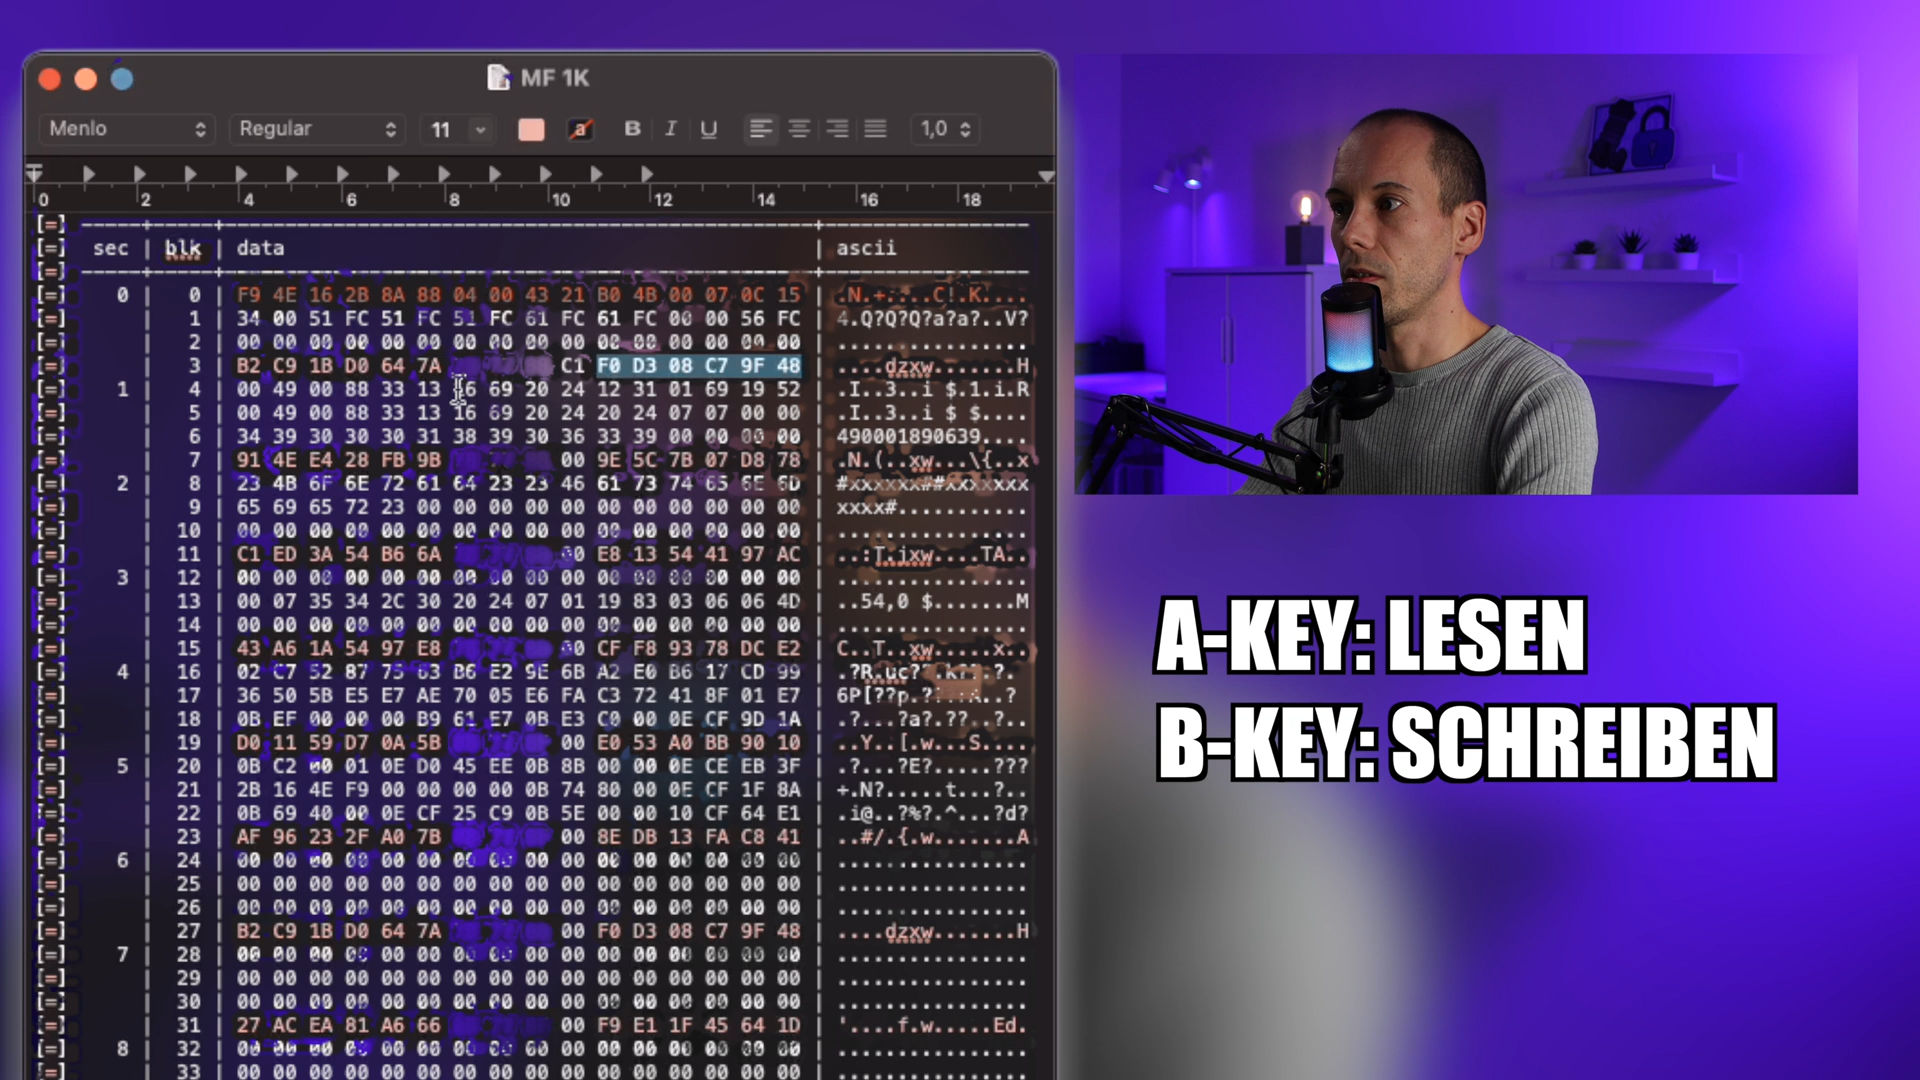 MF 1K
Menlo Regular 11 a B I U 1,0
0 2 4 6 8 10 12 14 16 18
[=]
[=] sec | blk | data | ascii
[=]
[=] 0 | 0 | F9 4E 16 2B 8A 88 04 00 43 21 B0 4B 00 07 0C 15 | .N.+....C!.K....
[=] | 1 | 34 00 51 FC 51 FC 51 FC 61 FC 61 FC 00 00 56 FC | 4.Q?Q?Q?a?a?..V?
[=] | 2 | 00 00 00 00 00 00 00 00 00 00 00 00 00 00 00 00 | ................
[=] | 3 | B2 C9 1B D0 64 7A C1 F0 D3 08 C7 9F 48 | ....dzxw.......H
[=] 1 | 4 | 00 49 00 88 33 13 16 69 20 24 12 31 01 69 19 52 | .I..3..i $.1.i.R
[=] | 5 | 00 49 00 88 33 13 16 69 20 24 20 24 07 07 00 00 | .I..3..i $ $....
[=] | 6 | 34 39 30 30 30 31 38 39 30 36 33 39 00 00 00 00 | 490001890639....
[=] | 7 | 91 4E E4 28 FB 9B 00 9E 5C 7B 07 D8 78 | .N.(..xw...\{..x
[=] 2 | 8 | 23 4B 6F 6E 72 61 64 23 23 46 61 73 74 65 6E 6D | #xxxxxx##xxxxxxx
[=] | 9 | 65 69 65 72 23 00 00 00 00 00 00 00 00 00 00 00 | xxxx#...........
[=] | 10 | 00 00 00 00 00 00 00 00 00 00 00 00 00 00 00 00 | ................
[=] | 11 | C1 ED 3A 54 B6 6A 00 E8 13 54 41 97 AC | ..:T.ixw....TA..
[=] 3 | 12 | 00 00 00 00 00 00 00 00 00 00 00 00 00 00 00 00 | ................
[=] | 13 | 00 07 35 34 2C 30 20 24 07 01 19 83 03 06 06 4D | ..54,0 $.......M
[=] | 14 | 00 00 00 00 00 00 00 00 00 00 00 00 00 00 00 00 | ................
[=] | 15 | 43 A6 1A 54 97 E8 00 CF F8 93 78 DC E2 | C..T..xw.....x..
[=] 4 | 16 | 02 C7 52 87 75 63 B6 E2 9E 6B A2 E0 B6 17 CD 99 | .?R.uc??
[=] | 17 | 36 50 5B E5 E7 AE 70 05 E6 FA C3 72 41 8F 01 E7 | 6P[??p.?
[=] | 18 | 0B EF 00 00 00 B9 61 E7 0B E3 C0 00 0E CF 9D 1A | .?...?a?.??..?..
[=] | 19 | D0 11 59 D7 0A 5B 00 E0 53 A0 BB 90 10 | ..Y..[.w...S....
[=] 5 | 20 | 0B C2 00 01 0E D0 45 EE 0B 8B 00 00 0E CE EB 3F | .?...?E?.....???
[=] | 21 | 2B 16 4E F9 00 00 00 00 0B 74 80 00 0E CF 1F 8A | +.N?.....t...?..
[=] | 22 | 0B 69 40 00 0E CF 25 C9 0B 5E 00 00 10 CF 64 E1 | .i@..?%?.^...?d?
[=] | 23 | AF 96 23 2F A0 7B 00 8E DB 13 FA C8 41 | ..#/.{.w.......A
[=] 6 | 24 | 00 00 00 00 00 00 00 00 00 00 00 00 00 00 00 00 | ................
[=] | 25 | 00 00 00 00 00 00 00 00 00 00 00 00 00 00 00 00 | ................
[=] | 26 | 00 00 00 00 00 00 00 00 00 00 00 00 00 00 00 00 | ................
[=] | 27 | B2 C9 1B D0 64 7A 00 F0 D3 08 C7 9F 48 | ....dzxw.......H
[=] 7 | 28 | 00 00 00 00 00 00 00 00 00 00 00 00 00 00 00 00 | ................
[=] | 29 | 00 00 00 00 00 00 00 00 00 00 00 00 00 00 00 00 | ................
[=] | 30 | 00 00 00 00 00 00 00 00 00 00 00 00 00 00 00 00 | ................
[=] | 31 | 27 AC EA 81 A6 66 00 F9 E1 1F 45 64 1D | '....f.w.....Ed.
[=] 8 | 32 | 00 00 00 00 00 00 00 00 00 00 00 00 00 00 00 00 | ................
[=] | 33 | 00 00 00 00 00 00 00 00 00 00 00 00 00 00 00 00 | ................
A-KEY: LESEN
B-KEY: SCHREIBEN